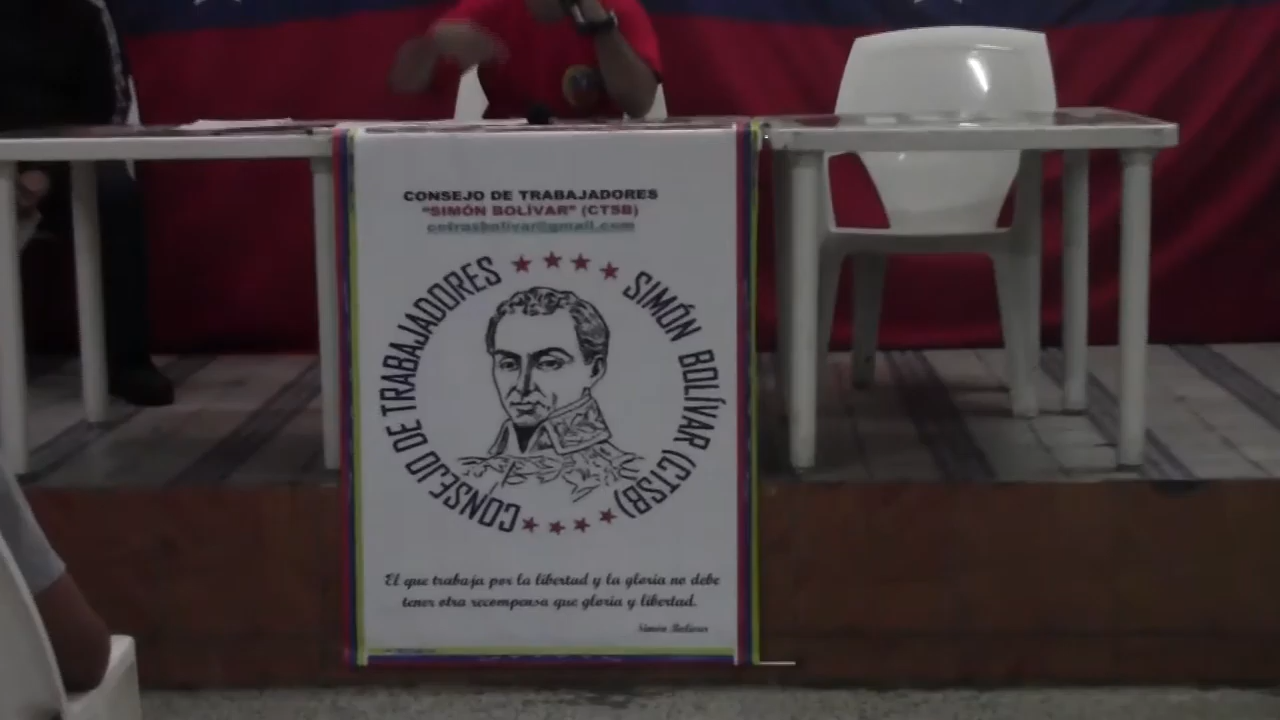 CONSEJO DE TRABAJADORES
"SIMÓN BOLÍVAR" (CTSB)
cotrasbolivar@gmail.com
CONSEJO DE TRABAJADORES
SIMÓN BOLÍVAR (CTSB)
El que trabaja por la libertad y la gloria no debe
tener otra recompensa que gloria y libertad.
Simón Bolívar